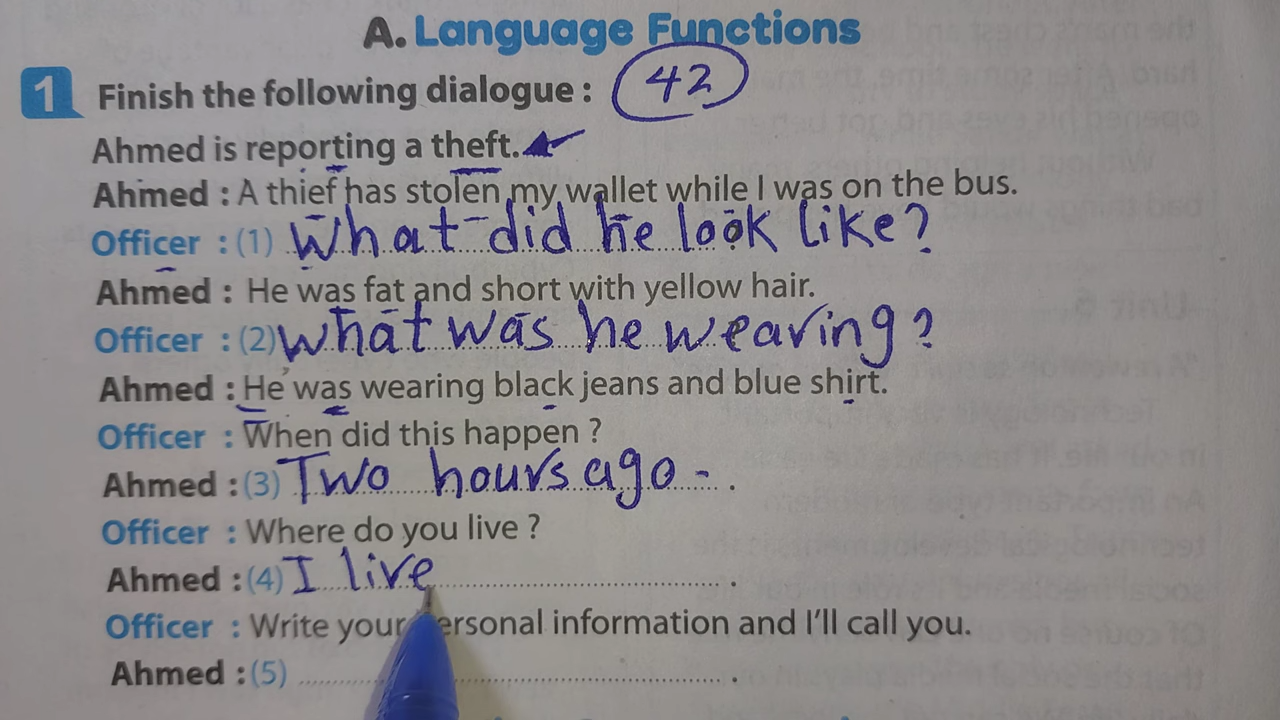 A. Language Functions
1 Finish the following dialogue : 42
Ahmed is reporting a theft.
Ahmed : A thief has stolen my wallet while I was on the bus.
Officer : (1) What did he look like?
Ahmed : He was fat and short with yellow hair.
Officer : (2) What was he wearing?
Ahmed : He was wearing black jeans and blue shirt.
Officer : When did this happen ?
Ahmed : (3) Two hours ago .
Officer : Where do you live ?
Ahmed : (4) I live .
Officer : Write your personal information and I'll call you.
Ahmed : (5) .